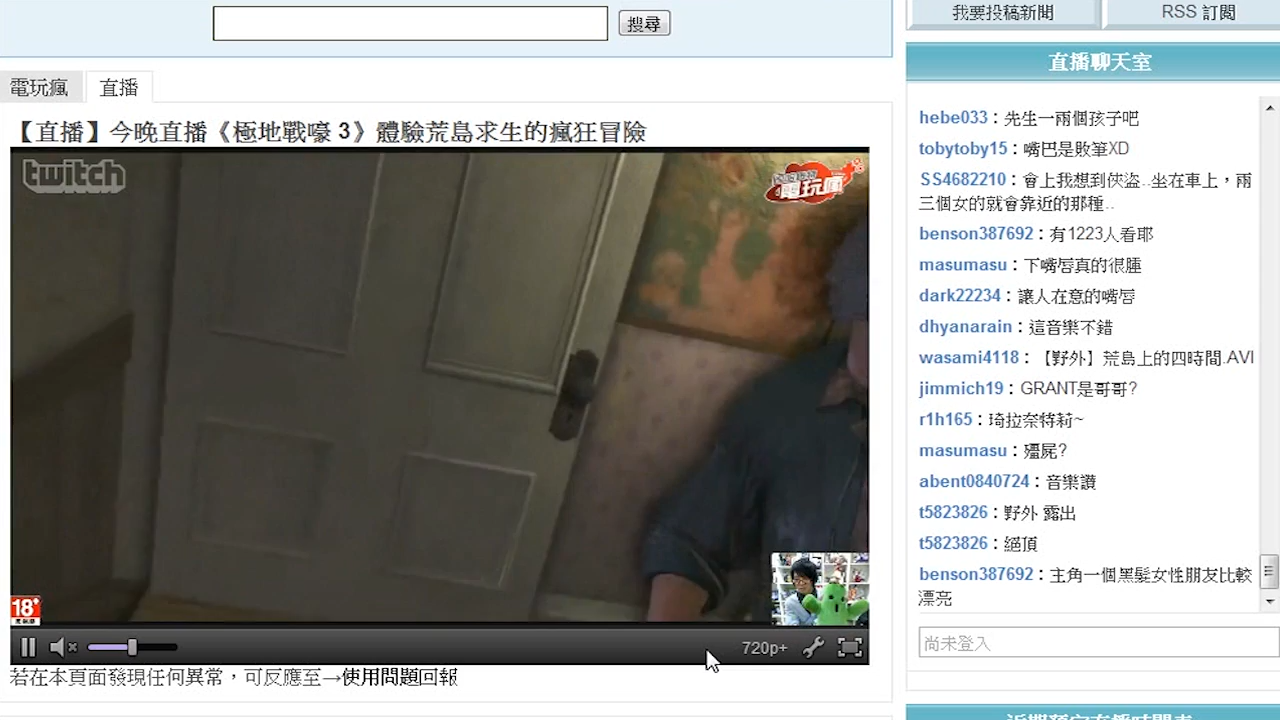 搜尋
我要投稿新聞
RSS 訂閱
電玩瘋
直播
【直播】今晚直播《極地戰嚎 3》體驗荒島求生的瘋狂冒險
twitch
電玩瘋
18+
720p+
若在本頁面發現任何異常，可反應至→使用問題回報
直播聊天室
hebe033：先生一兩個孩子吧
tobytoby15：嘴巴是敗筆XD
SS4682210：會上我想到俠盜..坐在車上，兩
三個女的就會靠近的那種..
benson387692：有1223人看耶
masumasu：下嘴唇真的很腫
dark22234：讓人在意的嘴唇
dhyanarain：這音樂不錯
wasami4118：【野外】荒島上的四時間.AVI
jimmich19：GRANT是哥哥?
r1h165：琦拉奈特莉~
masumasu：殭屍?
abent0840724：音樂讚
t5823826：野外 露出
t5823826：絕頂
benson387692：主角一個黑髮女性朋友比較
漂亮
尚未登入